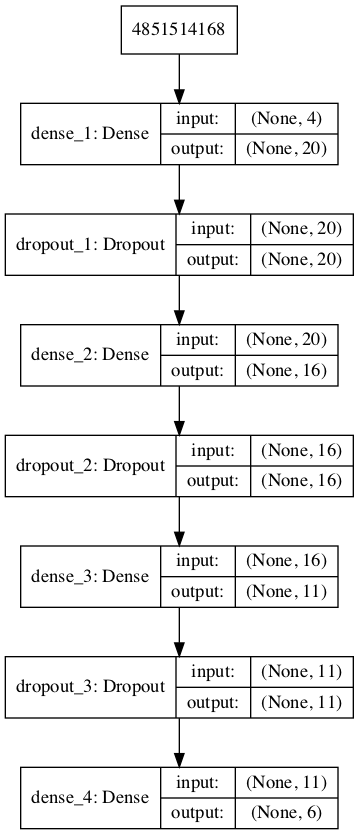 4851514168
dense_1: Dense
input: (None, 4)
output: (None, 20)
dropout_1: Dropout
input: (None, 20)
output: (None, 20)
dense_2: Dense
input: (None, 20)
output: (None, 16)
dropout_2: Dropout
input: (None, 16)
output: (None, 16)
dense_3: Dense
input: (None, 16)
output: (None, 11)
dropout_3: Dropout
input: (None, 11)
output: (None, 11)
dense_4: Dense
input: (None, 11)
output: (None, 6)